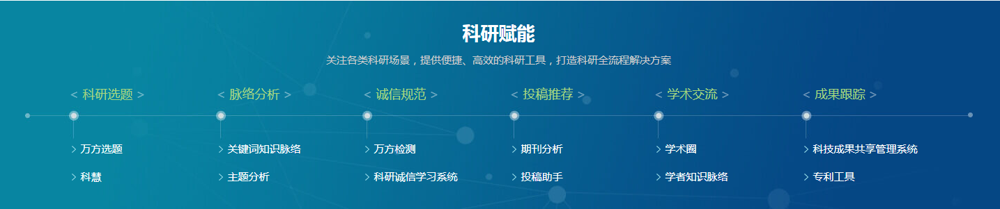 科研赋能
关注各类科研场景，提供便捷、高效的科研工具，打造科研全流程解决方案
< 科研选题 > < 脉络分析 > < 诚信规范 > < 投稿推荐 > < 学术交流 > < 成果跟踪 >
> 万方选题 > 关键词知识脉络 > 万方检测 > 期刊分析 > 学术圈 > 科技成果共享管理系统
> 科慧 > 主题分析 > 科研诚信学习系统 > 投稿助手 > 学者知识脉络 > 专利工具